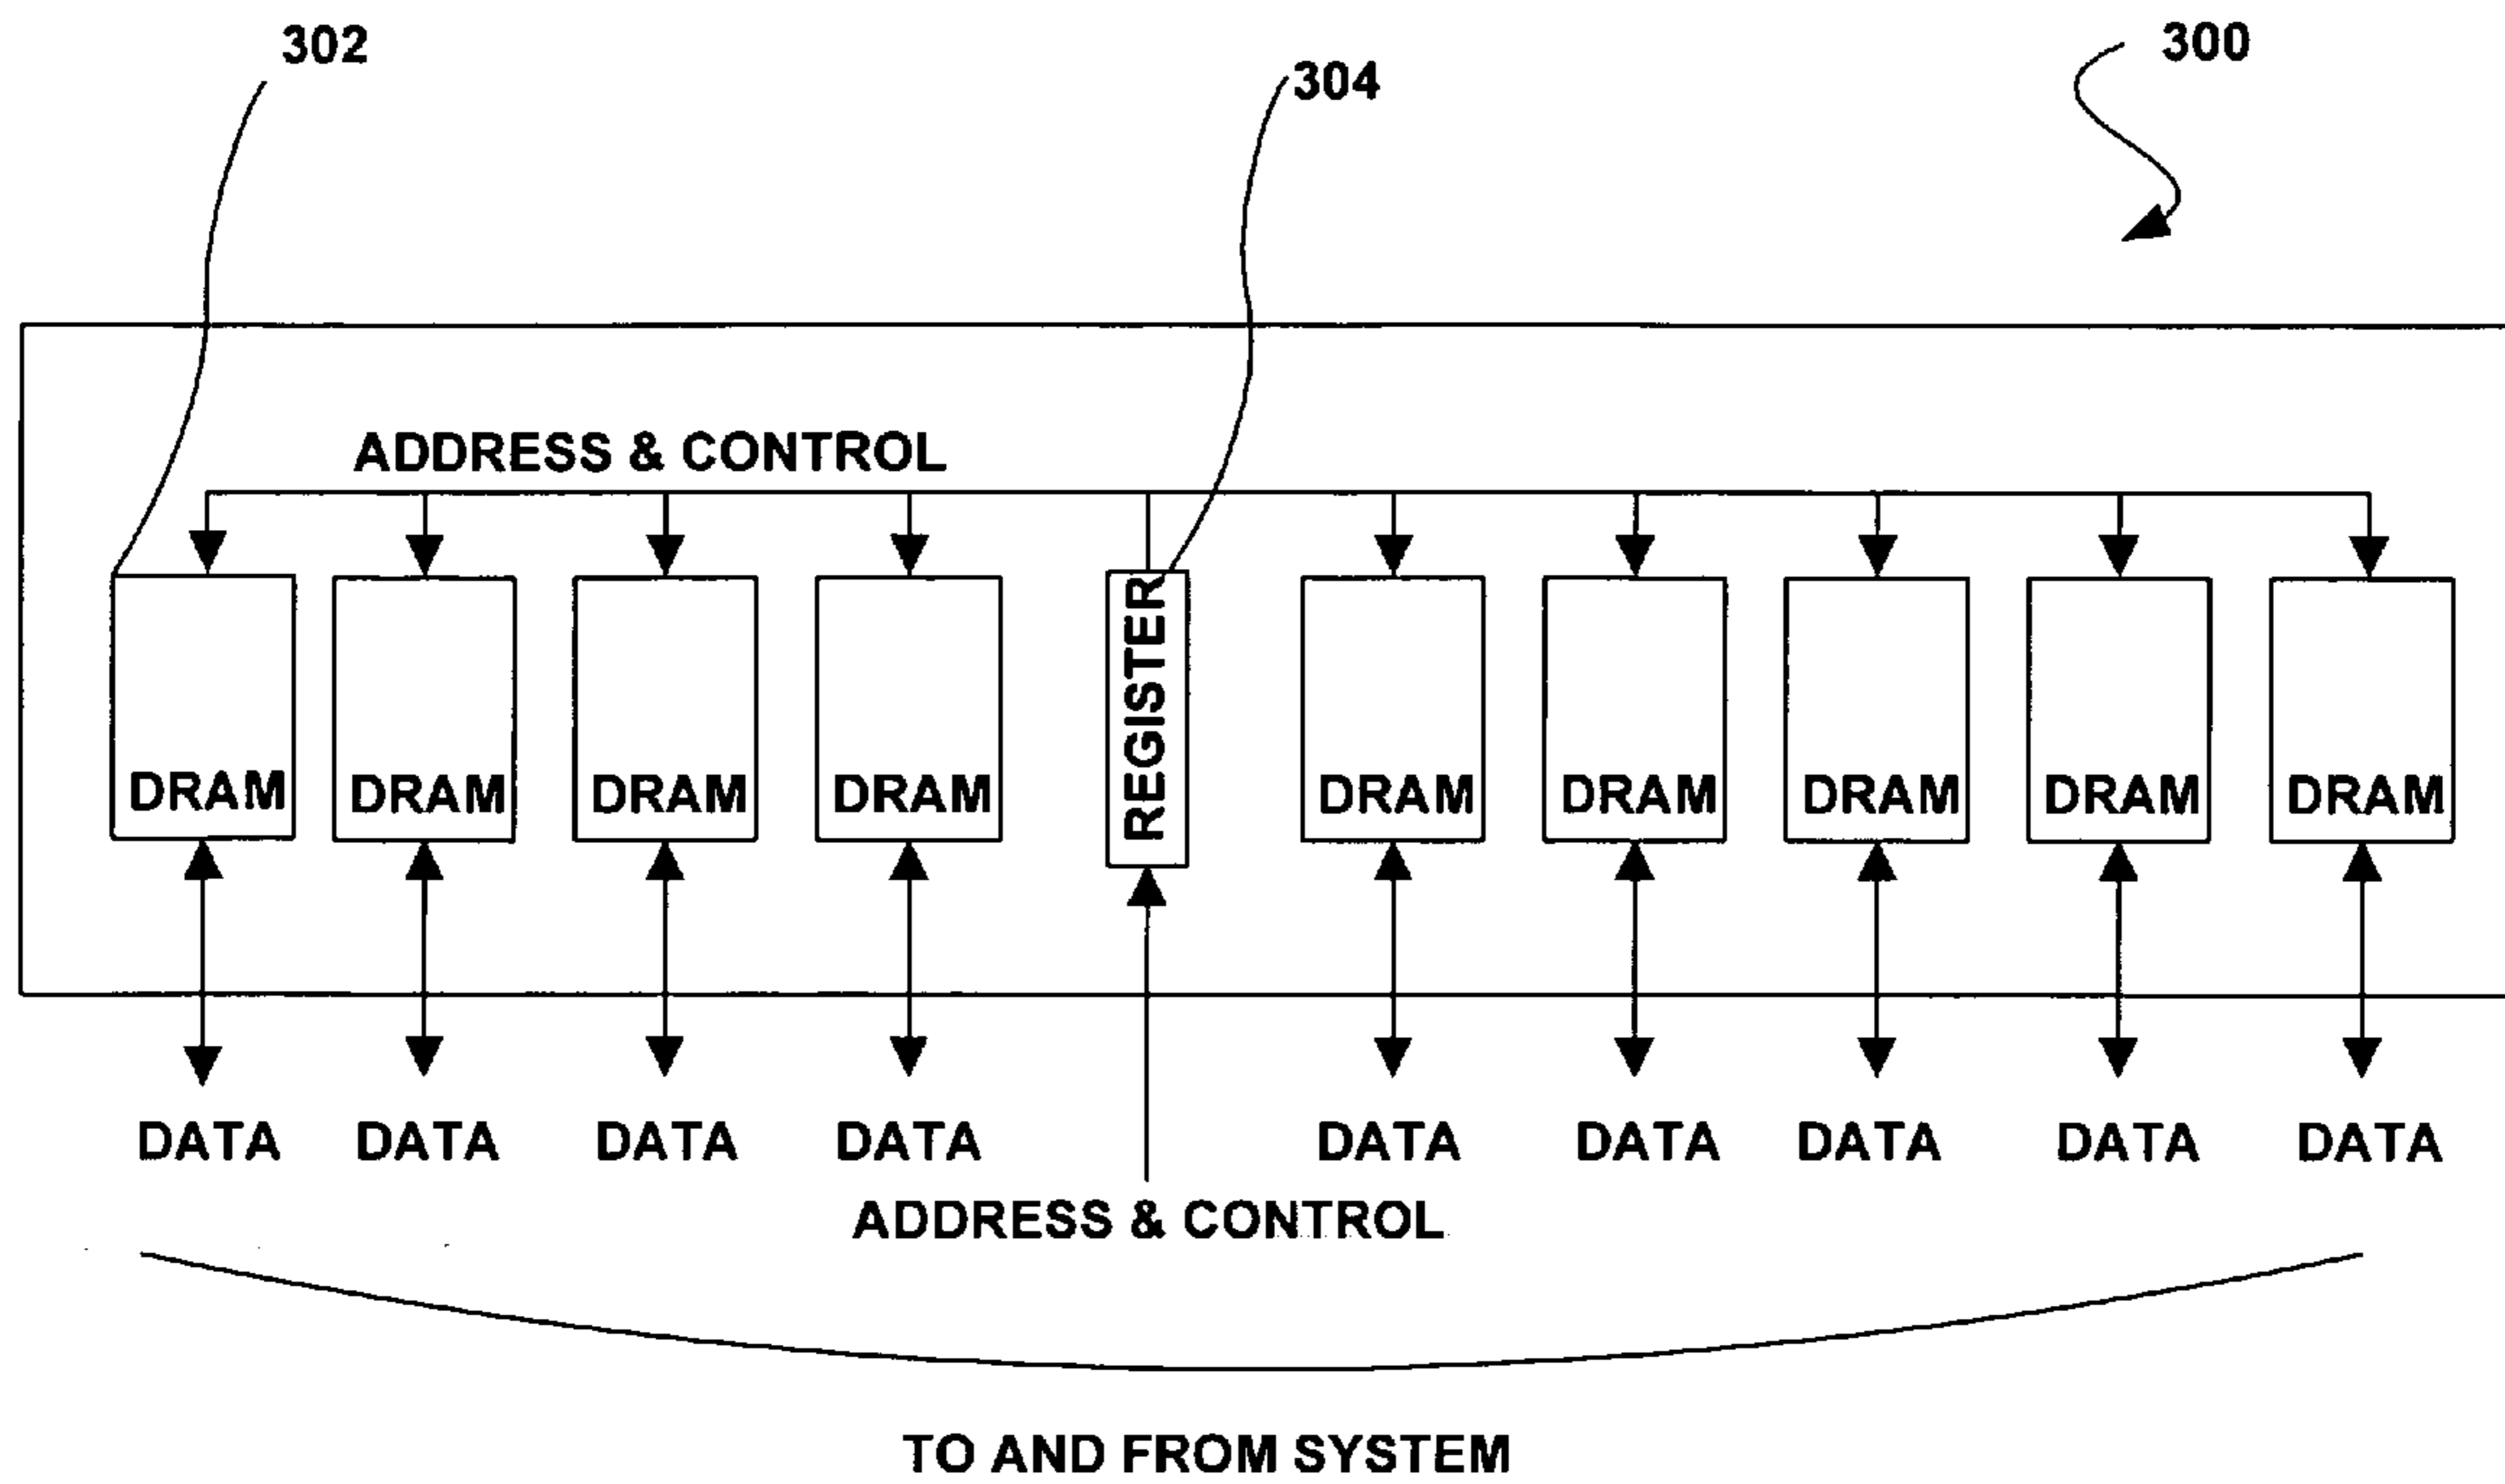 302
304
300
ADDRESS & CONTROL
REGISTER
DRAM DRAM DRAM DRAM DRAM DRAM DRAM DRAM DRAM
DATA DATA DATA DATA DATA DATA DATA DATA DATA
ADDRESS & CONTROL
TO AND FROM SYSTEM